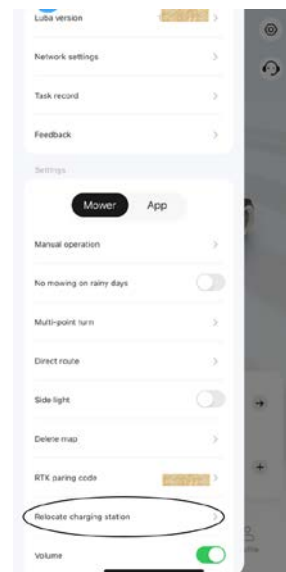 Luba version
Network settings
Task record
Feedback
Settings
Mower App
Manual operation
No mowing on rainy days
Multi-point turn
Direct route
Side light
Delete map
RTK paring code
Relocate charging station
Volume